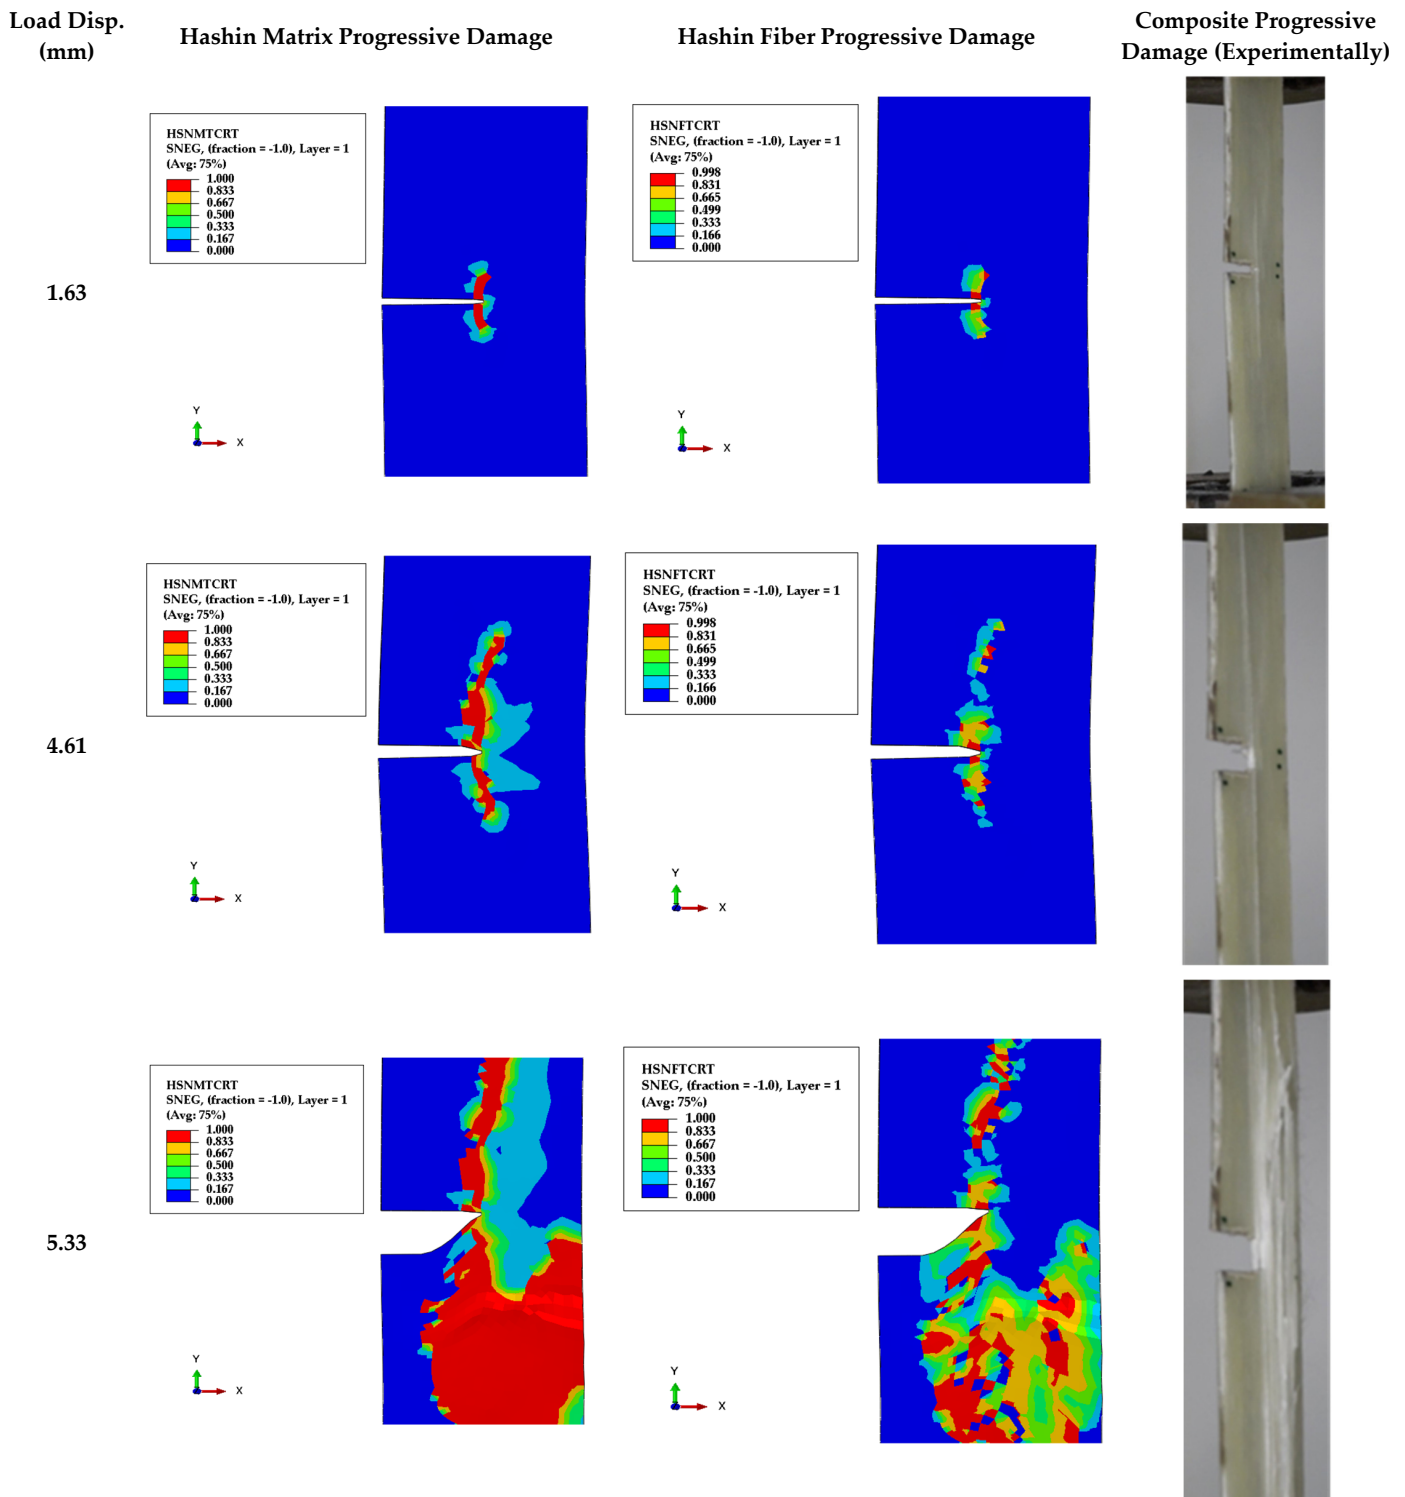 Load Disp.
(mm)
Hashin Matrix Progressive Damage
Hashin Fiber Progressive Damage
Composite Progressive
Damage (Experimentally)
1.63
HSNMTCRT
SNEG, (fraction = -1.0), Layer = 1
(Avg: 75%)
1.000
0.833
0.667
0.500
0.333
0.167
0.000
Y
X
HSNFTCRT
SNEG, (fraction = -1.0), Layer = 1
(Avg: 75%)
0.998
0.831
0.665
0.499
0.333
0.166
0.000
Y
X
4.61
HSNMTCRT
SNEG, (fraction = -1.0), Layer = 1
(Avg: 75%)
1.000
0.833
0.667
0.500
0.333
0.167
0.000
Y
X
HSNFTCRT
SNEG, (fraction = -1.0), Layer = 1
(Avg: 75%)
0.998
0.831
0.665
0.499
0.333
0.166
0.000
Y
X
5.33
HSNMTCRT
SNEG, (fraction = -1.0), Layer = 1
(Avg: 75%)
1.000
0.833
0.667
0.500
0.333
0.167
0.000
Y
X
HSNFTCRT
SNEG, (fraction = -1.0), Layer = 1
(Avg: 75%)
1.000
0.833
0.667
0.500
0.333
0.167
0.000
Y
X